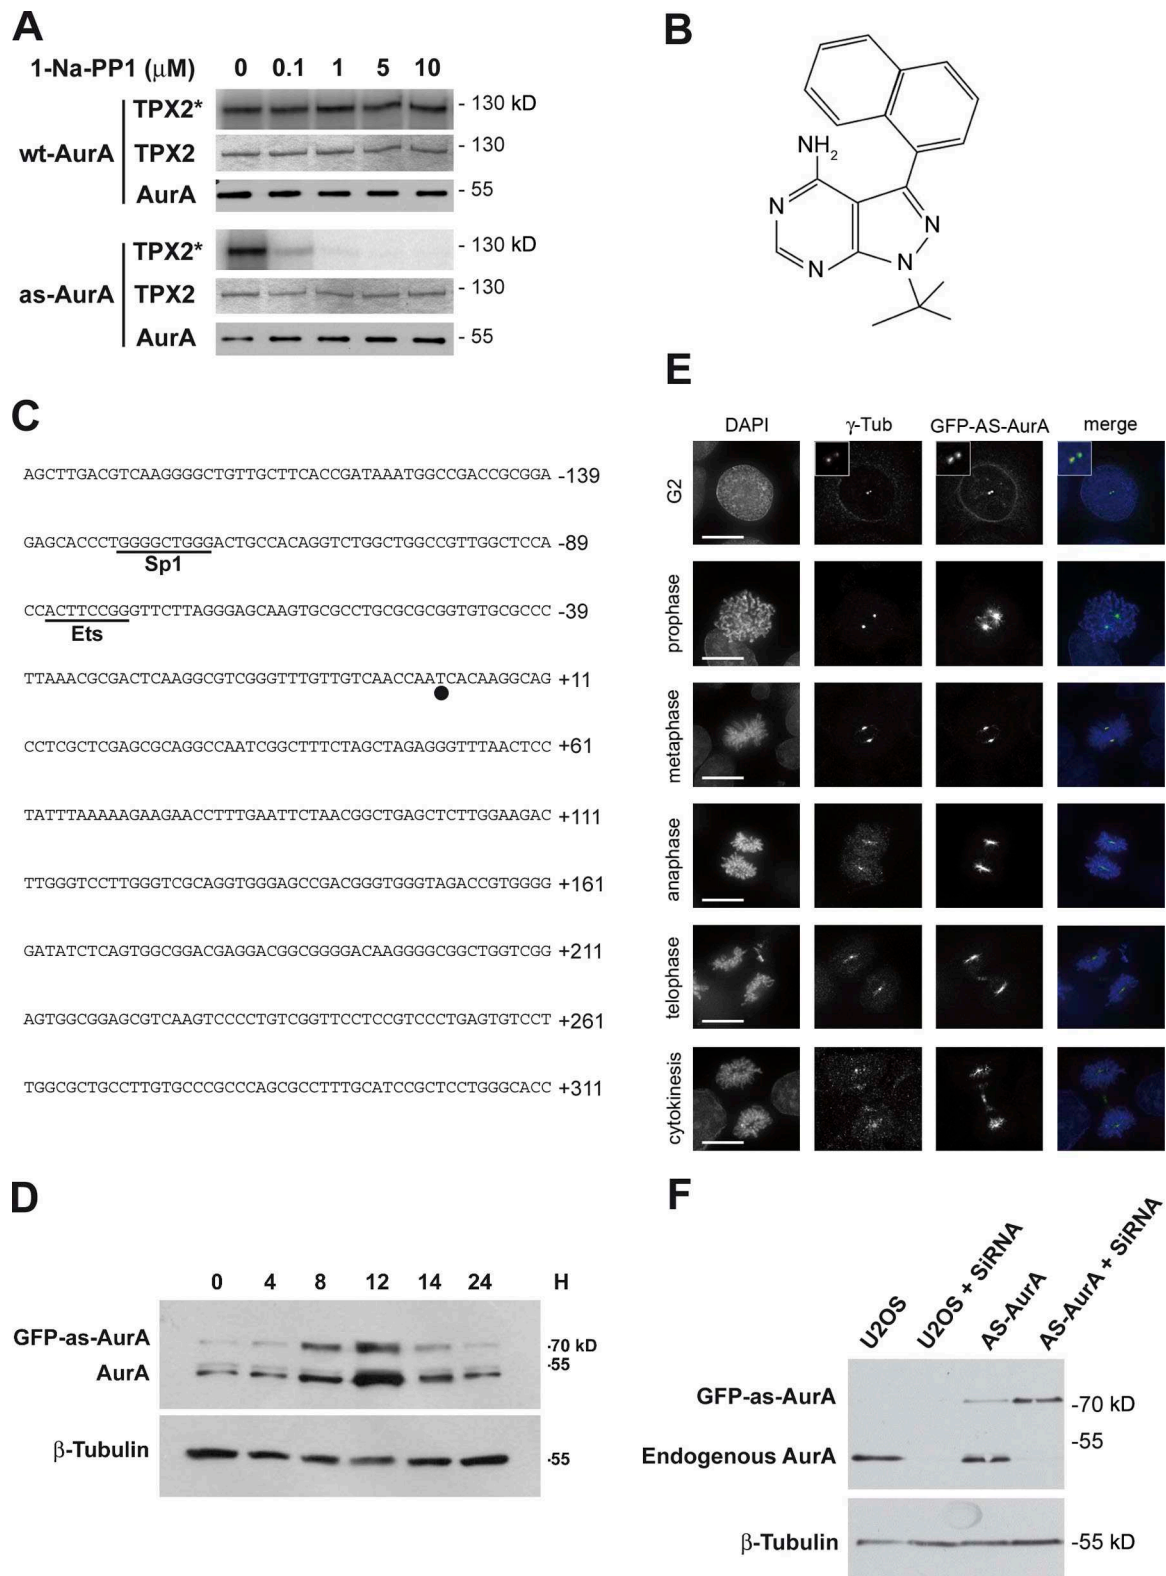 A
1-Na-PP1 (μM) 0 0.1 1 5 10
TPX2* - 130 kD
wt-AurA TPX2 - 130
AurA - 55
TPX2* - 130 kD
as-AurA TPX2 - 130
AurA - 55
B
NH2
N
N
N
N
N
C
AGCTTGACGTCAAGGGGCTGTTGCTTCACCGATAAATGGCCGACCGCGGA -139
GAGCACCCTGGGGCTGGGACTGCCACAGGTCTGGCTGGCCGTTGGCTCCA -89
Sp1
CCACTTCCGGGTTCTTAGGGAGCAAGTGCGCCTGCGCGCGGTGTGCGCCC -39
Ets
TTAAACGCGACTCAAGGCGTCGGGTTTGTTGTCAACCAATCACAAGGCAG +11
CCTCGCTCGAGCGCAGGCCAATCGGCTTTCTAGCTAGAGGGTTTAACTCC +61
TATTTAAAAAGAAGAACCTTTGAATTCTAACGGCTGAGCTCTTGGAAGAC +111
TTGGGTCCTTGGGTCGCAGGTGGGAGCCGACGGGTGGGTAGACCGTGGGG +161
GATATCTCAGTGGCGGACGAGGACGGCGGGGACAAGGGGCGGCTGGTCGG +211
AGTGGCGGAGCGTCAAGTCCCCTGTCGGTTCCTCCGTCCCTGAGTGTCCT +261
TGGCGCTGCCTTGTGCCCGCCCAGCGCCTTTGCATCCGCTCCTGGGCACC +311
D
0 4 8 12 14 24 H
GFP-as-AurA ·70 kD
·55
AurA
β-Tubulin ·55
E
DAPI γ-Tub GFP-AS-AurA merge
G2
prophase
metaphase
anaphase
telophase
cytokinesis
F
U2OS
U2OS + SiRNA
AS-AurA
AS-AurA + SiRNA
GFP-as-AurA -70 kD
-55
Endogenous AurA
β-Tubulin -55 kD